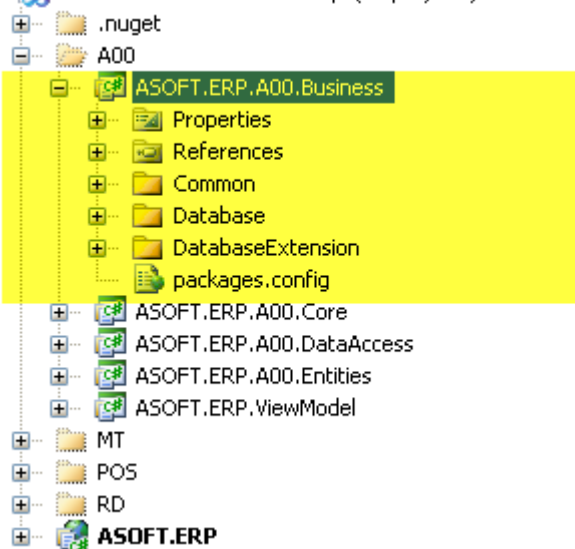 .nuget
A00
ASOFT.ERP.A00.Business
Properties
References
Common
Database
DatabaseExtension
packages.config
ASOFT.ERP.A00.Core
ASOFT.ERP.A00.DataAccess
ASOFT.ERP.A00.Entities
ASOFT.ERP.ViewModel
MT
POS
RD
ASOFT.ERP